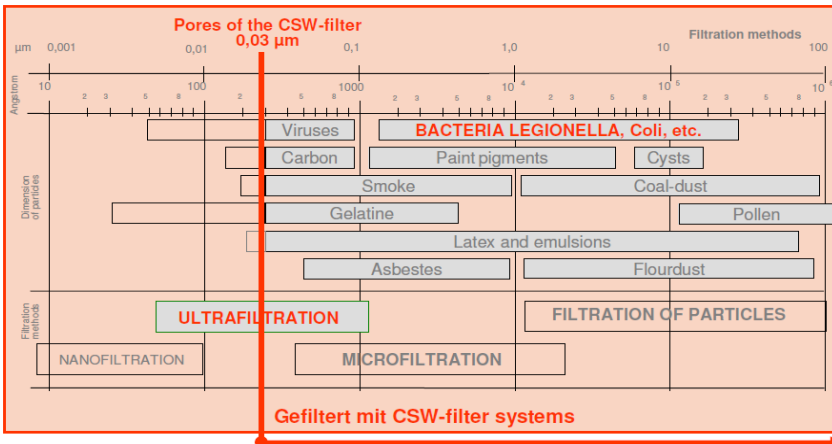 Pores of the CSW-filter
0,03 µm
Filtration methods
µm 0,001 0,01 0,1 1,0 10 100
Angstrom
10 100 1000 10 4 10 5 10 6
2 3 5 8 2 5 8 2 3 5 8 2 3 5 8 2 3 8
Dimension of particles
Viruses BACTERIA LEGIONELLA, Coli, etc.
Carbon Paint pigments Cysts
Smoke Coal-dust
Gelatine Pollen
Latex and emulsions
Asbestes Flourdust
Filtration methods
ULTRAFILTRATION FILTRATION OF PARTICLES
NANOFILTRATION MICROFILTRATION
Gefiltert mit CSW-filter systems